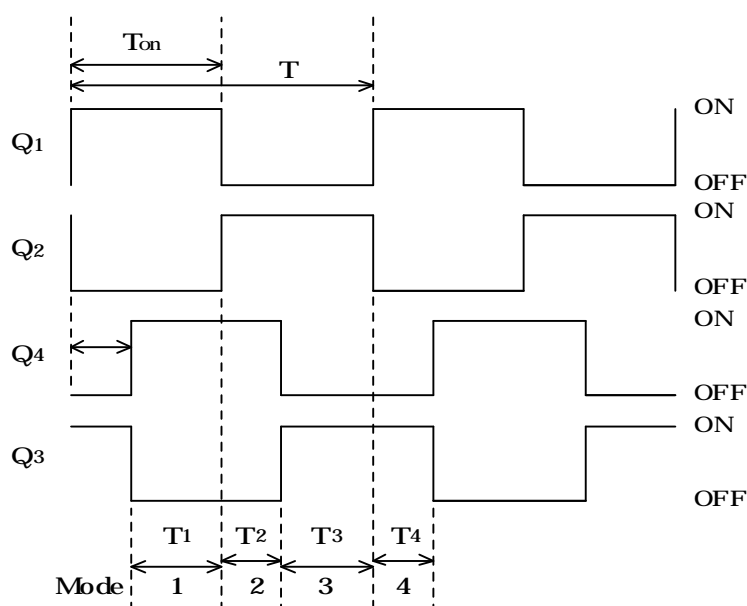 Ton
T
ON
Q1
OFF
ON
Q2
OFF
ON
Q4
OFF
ON
Q3
OFF
T1 T2 T3 T4
Mode 1 2 3 4